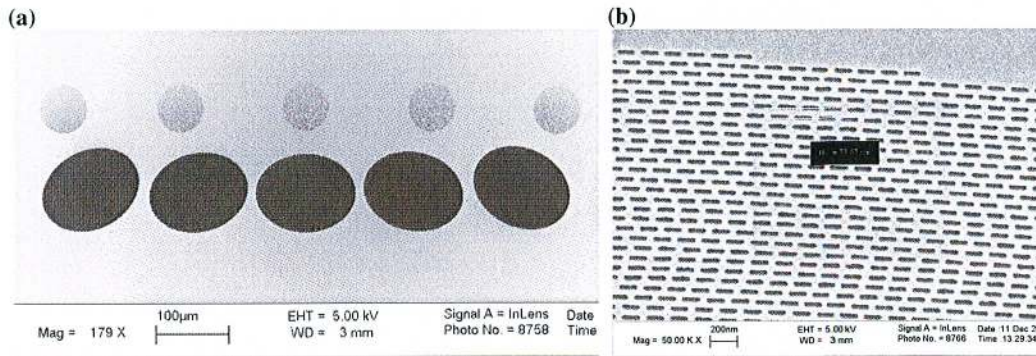 (a)
100µm
Mag = 179 X
EHT = 5.00 kV
WD = 3 mm
Signal A = InLens
Photo No. = 8758
Date
Time
(b)
200nm
Mag = 50.00 K X
EHT = 5.00 kV
WD = 3 mm
Signal A = InLens
Photo No. = 8766
Date 11 Dec 2
Time 13:29: